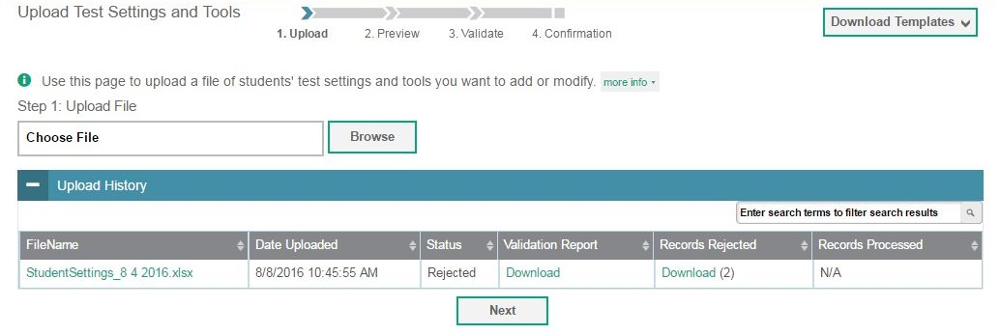 Upload Test Settings and Tools
1. Upload 2. Preview 3. Validate 4. Confirmation
Download Templates
Use this page to upload a file of students' test settings and tools you want to add or modify. more info
Step 1: Upload File
Choose File Browse
Upload History
Enter search terms to filter search results
FileName Date Uploaded Status Validation Report Records Rejected Records Processed
StudentSettings_8 4 2016.xlsx 8/8/2016 10:45:55 AM Rejected Download Download (2) N/A
Next